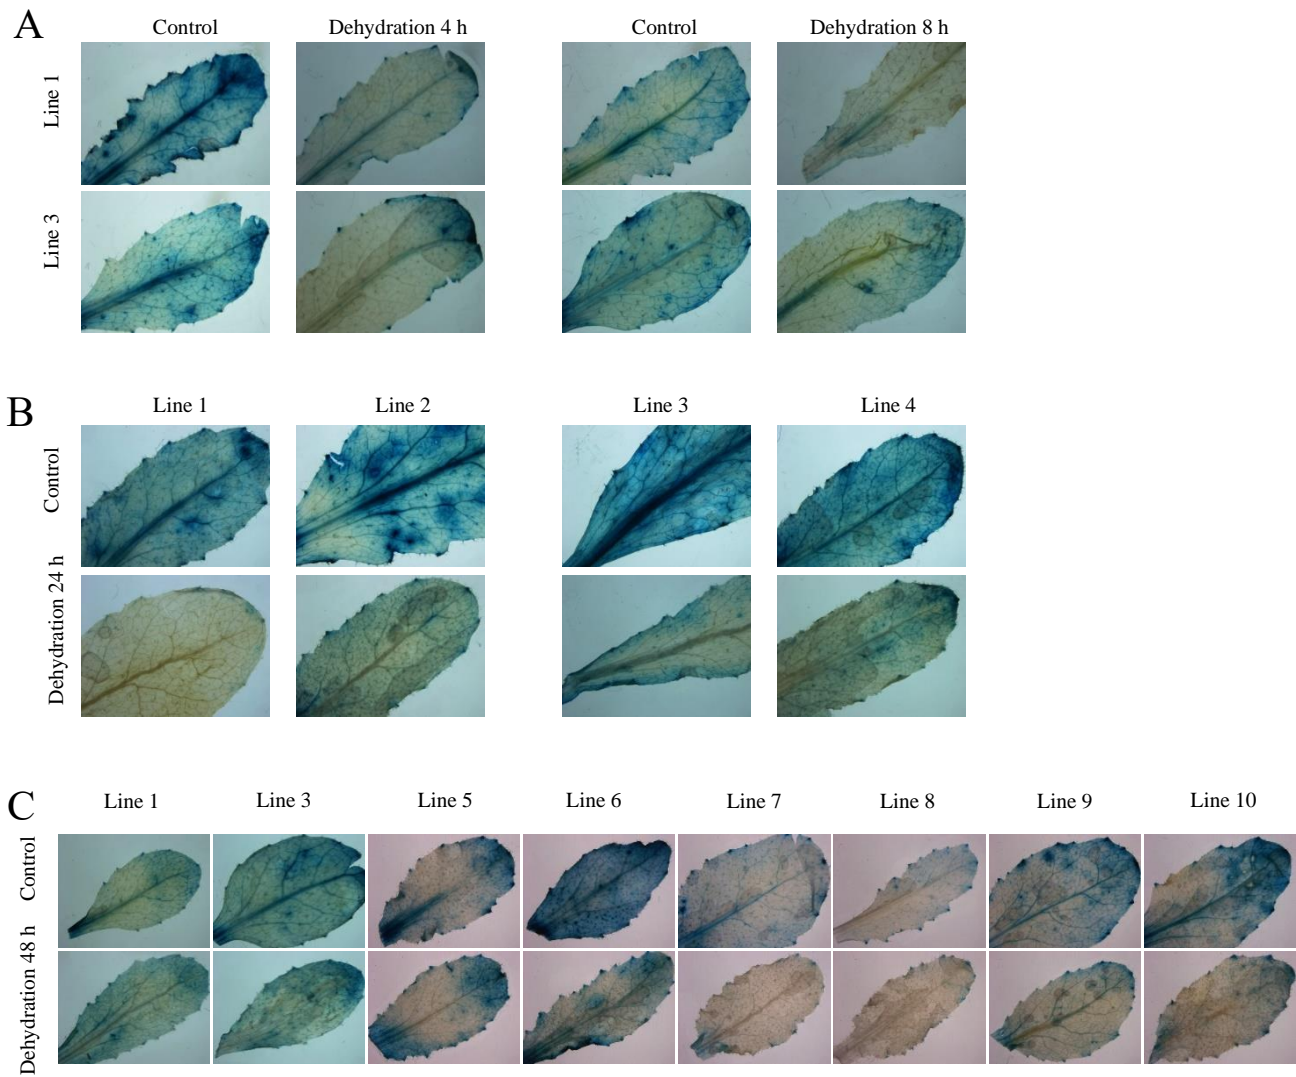 A
Control
Dehydration 4 h
Control
Dehydration 8 h
Line 1
Line 3
B
Line 1
Line 2
Line 3
Line 4
Control
Dehydration 24 h
C
Line 1
Line 3
Line 5
Line 6
Line 7
Line 8
Line 9
Line 10
Control
Dehydration 48 h